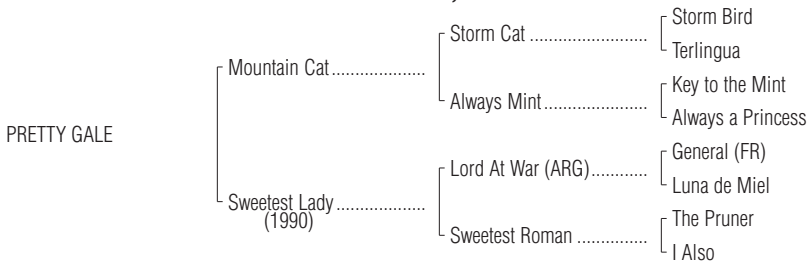 Storm Bird
Storm Cat ..........................
Terlingua
Mountain Cat.....................
Key to the Mint
Always Mint.......................
Always a Princess
PRETTY GALE
General (FR)
Lord At War (ARG).............
Luna de Miel
Sweetest Lady ....................
(1990)
The Pruner
Sweetest Roman ................
I Also